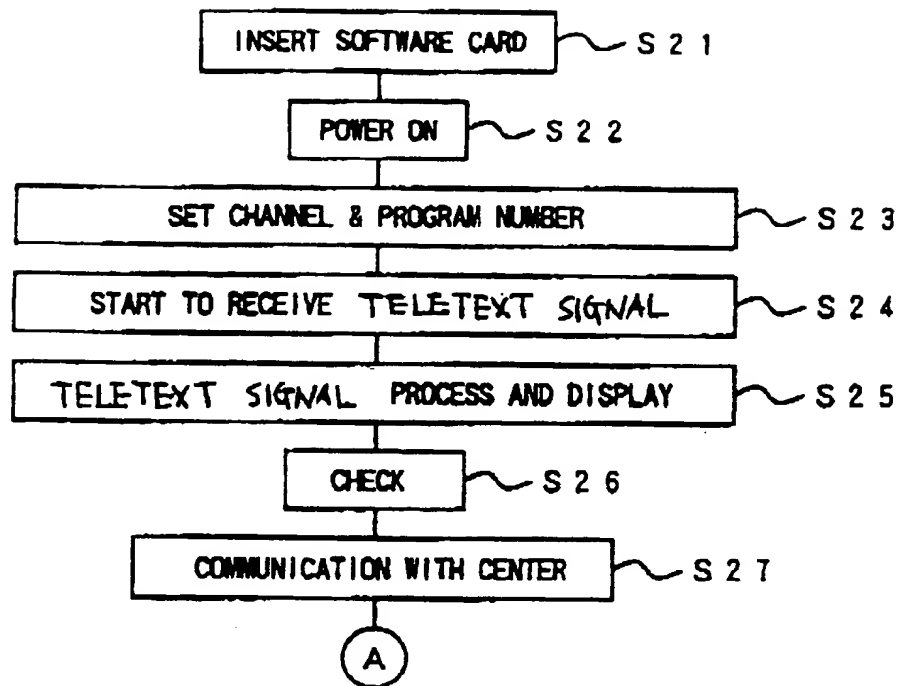 INSERT SOFTWARE CARD S21
POWER ON S22
SET CHANNEL & PROGRAM NUMBER S23
START TO RECEIVE TELETEXT SIGNAL S24
TELETEXT SIGNAL PROCESS AND DISPLAY S25
CHECK S26
COMMUNICATION WITH CENTER S27
A